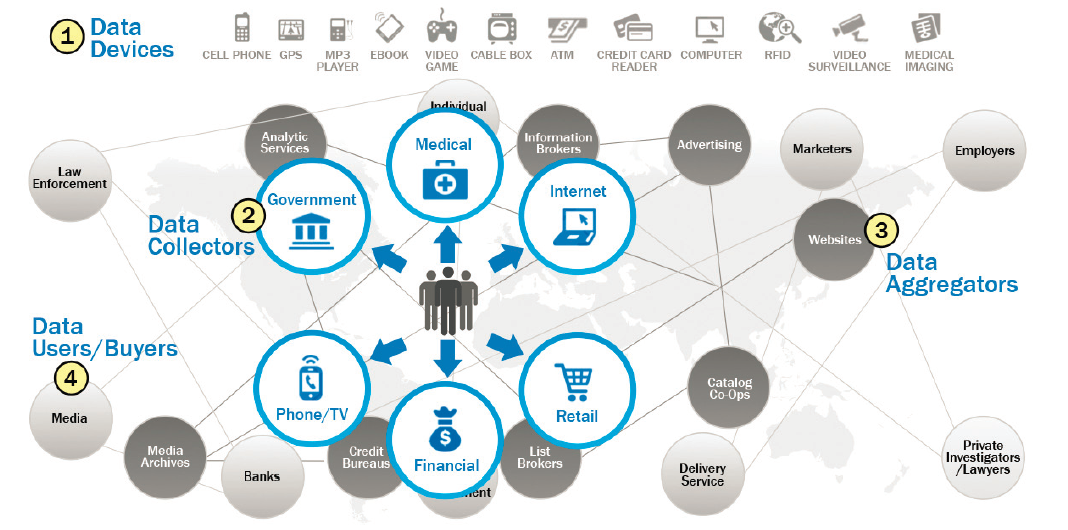 1
Data
Devices
CELL PHONE
GPS
MP3
PLAYER
EBOOK
VIDEO
GAME
CABLE BOX
ATM
CREDIT CARD
READER
COMPUTER
RFID
VIDEO
SURVEILLANCE
MEDICAL
IMAGING
Individual
Analytic
Services
Medical
Information
Brokers
Advertising
Marketers
Employers
Law
Enforcement
Government
Internet
2
Data
Collectors
Websites
3
Data
Aggregators
Data
Users/Buyers
4
Media
Phone/TV
Retail
Catalog
Co-Ops
Media
Archives
Banks
Credit
Bureaus
$
Financial
List
Brokers
Delivery
Service
Private
Investigators
/Lawyers